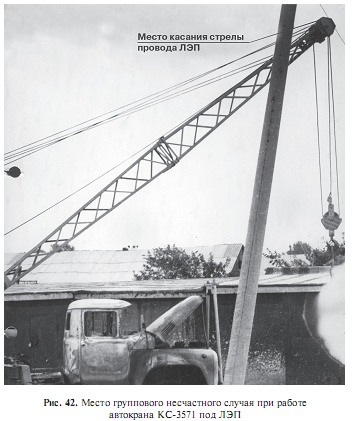 Место касания стрелы
провода ЛЭП
Рис. 42. Место группового несчастного случая при работе
автокрана КС-3571 под ЛЭП